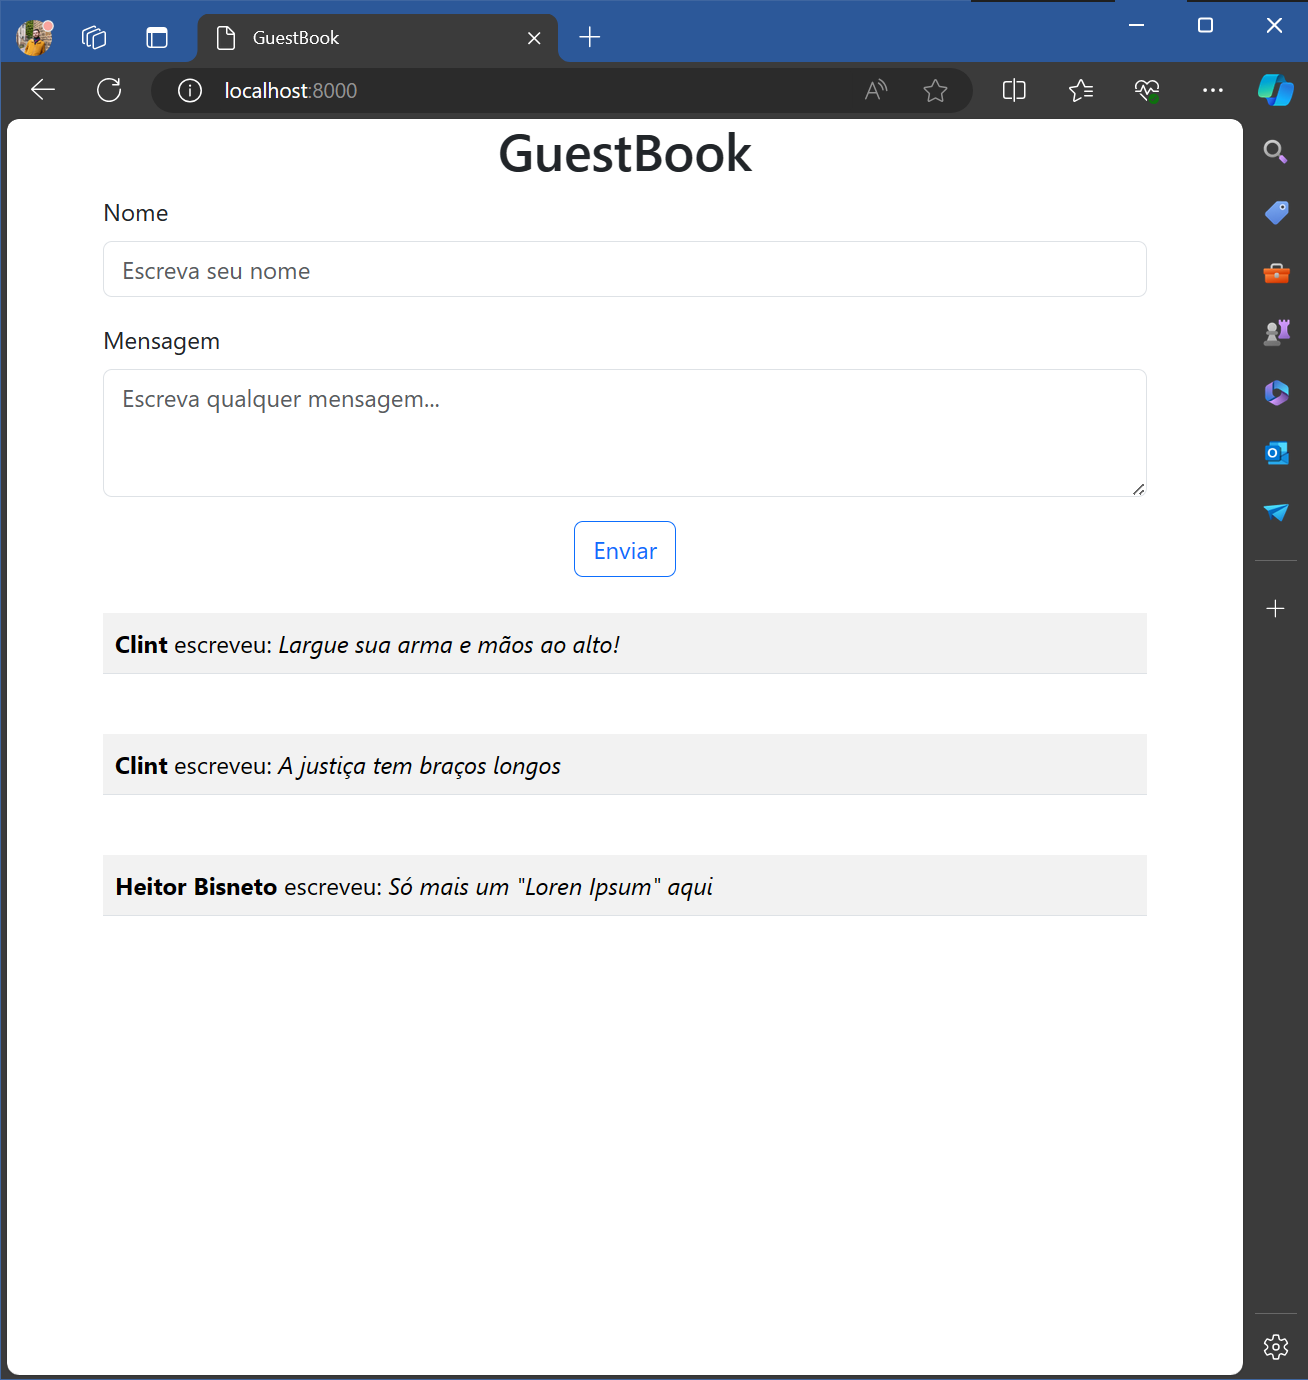 GuestBook
localhost:8000
GuestBook
Nome
Escreva seu nome
Mensagem
Escreva qualquer mensagem...
Enviar
Clint escreveu: Largue sua arma e mãos ao alto!
Clint escreveu: A justiça tem braços longos
Heitor Bisneto escreveu: Só mais um "Loren Ipsum" aqui